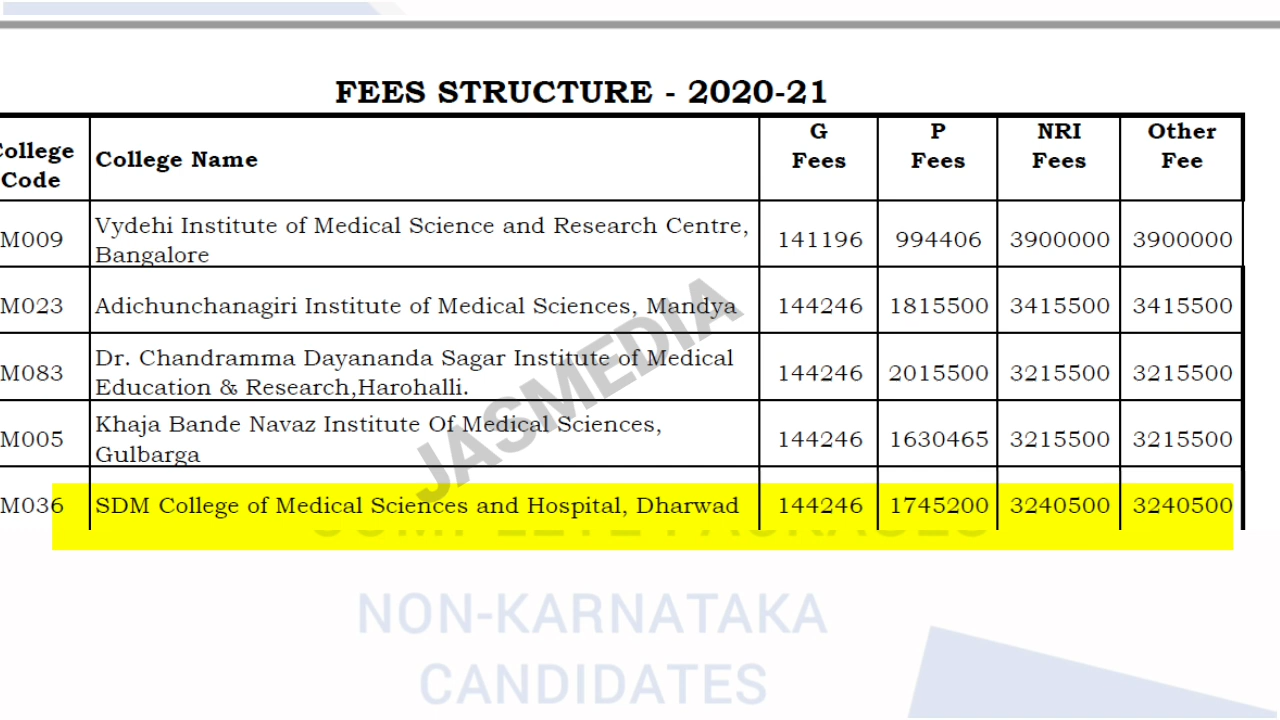 FEES STRUCTURE - 2020-21
College
Code
College Name
G
Fees
P
Fees
NRI
Fees
Other
Fee
M009
Vydehi Institute of Medical Science and Research Centre,
Bangalore
141196
994406
3900000
3900000
M023
Adichunchanagiri Institute of Medical Sciences, Mandya
144246
1815500
3415500
3415500
M083
Dr. Chandramma Dayananda Sagar Institute of Medical
Education & Research,Harohalli.
144246
2015500
3215500
3215500
M005
Khaja Bande Navaz Institute Of Medical Sciences,
Gulbarga
144246
1630465
3215500
3215500
M036
SDM College of Medical Sciences and Hospital, Dharwad
144246
1745200
3240500
3240500
JASMEDIA
NON-KARNATAKA
CANDIDATES